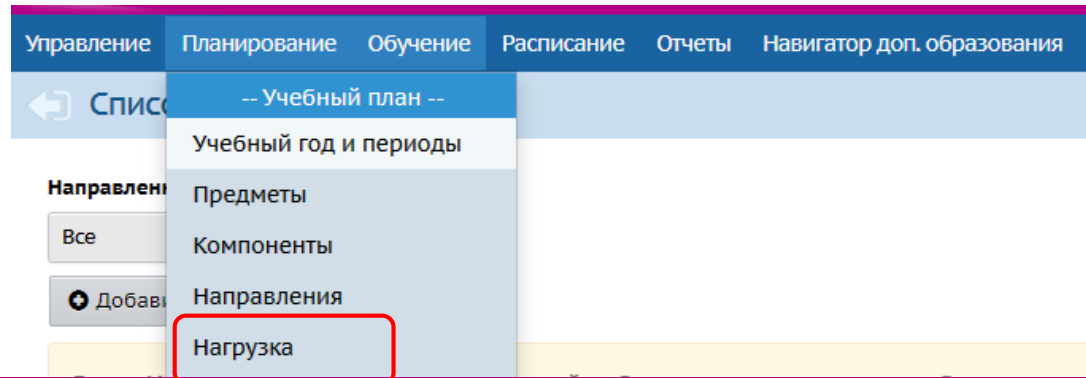 Управление Планирование Обучение Расписание Отчеты Навигатор доп. образования
-- Учебный план --
Учебный год и периоды
Предметы
Все
Компоненты
Направления
Нагрузка